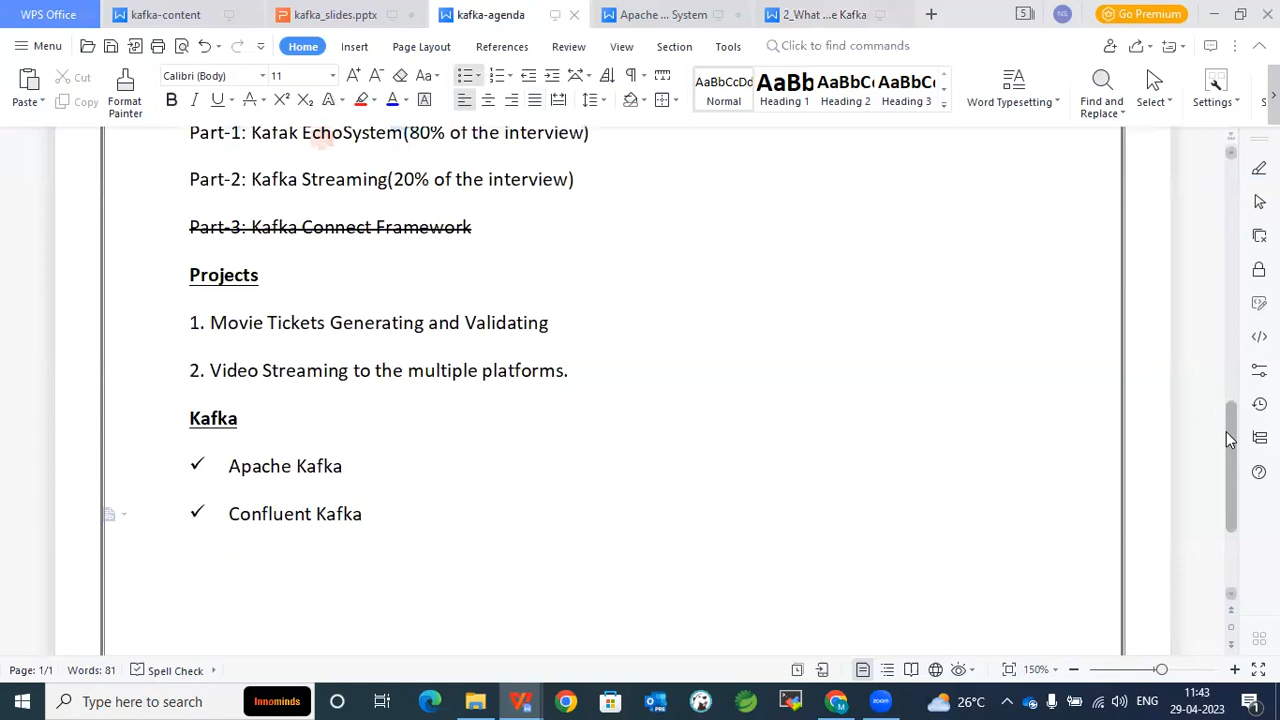 WPS Office kafka-content kafka_slides.pptx kafka-agenda Apache ... System 2_What ...e Kafka 5 NS Go Premium
Menu Home Insert Page Layout References Review View Section Tools Click to find commands
Paste Cut Copy Format Painter Calibri (Body) 11 AaBbCcDd Normal AaBb Heading 1 AaBbC Heading 2 AaBbC Heading 3 Word Typesetting Find and Replace Select Settings
Part-1: Kafak EchoSystem(80% of the interview)
Part-2: Kafka Streaming(20% of the interview)
Part-3: Kafka Connect Framework
Projects
1. Movie Tickets Generating and Validating
2. Video Streaming to the multiple platforms.
Kafka
✓ Apache Kafka
✓ Confluent Kafka
Page: 1/1 Words: 81 Spell Check 150%
Type here to search Innominds 26°C ENG 11:43
29-04-2023